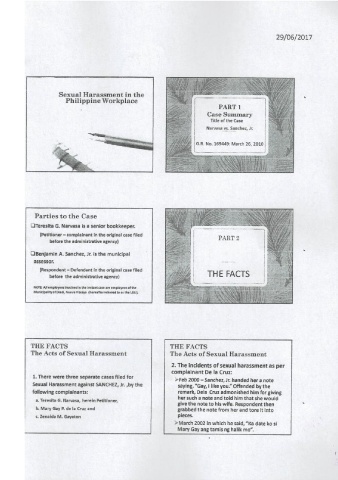 29/06/2017
Sexual Harassment in the
Philippine Workplace
PART 1
Case Summary
Title of the Case
Narvasa vs. Sanchez, Jr.
G.R. No. 169449: March 26, 2010
Parties to the Case
Teresita G. Narvasa is a senior bookkeeper.
(Petitioner – complainant in the original case filed
before the administrative agency)
Benjamin A. Sanchez, Jr. is the municipal
assessor.
(Respondent – Defendant in the original case filed
before the administrative agency)
NOTE: All employees involved in the instant case are employees of the
PART 2
THE FACTS
THE FACTS
The Acts of Sexual Harassment
1. There were three separate cases filed for
Sexual Harassment against SANCHEZ, Jr. by the
following complainants:
a. Teresita G. Narvasa, herein Petitioner,
b. Mary Gay P. de la Cruz and
c. Zenaida M. Gayaton
THE FACTS
The Acts of Sexual Harassment
2. The incidents of sexual harassment as per
complainant De la Cruz:
Feb 2000 – Sanchez, Jr. handed her a note
saying, "Gay, I like you." Offended by the
remark, Dela Cruz admonished him for giving
her such a note and told him that she would
give the note to his wife. Respondent then
grabbed the note from her and tore it into
pieces.
March 2002 in which he said, "Ka date ko si
Mary Gay ang tamis ng halik mo".